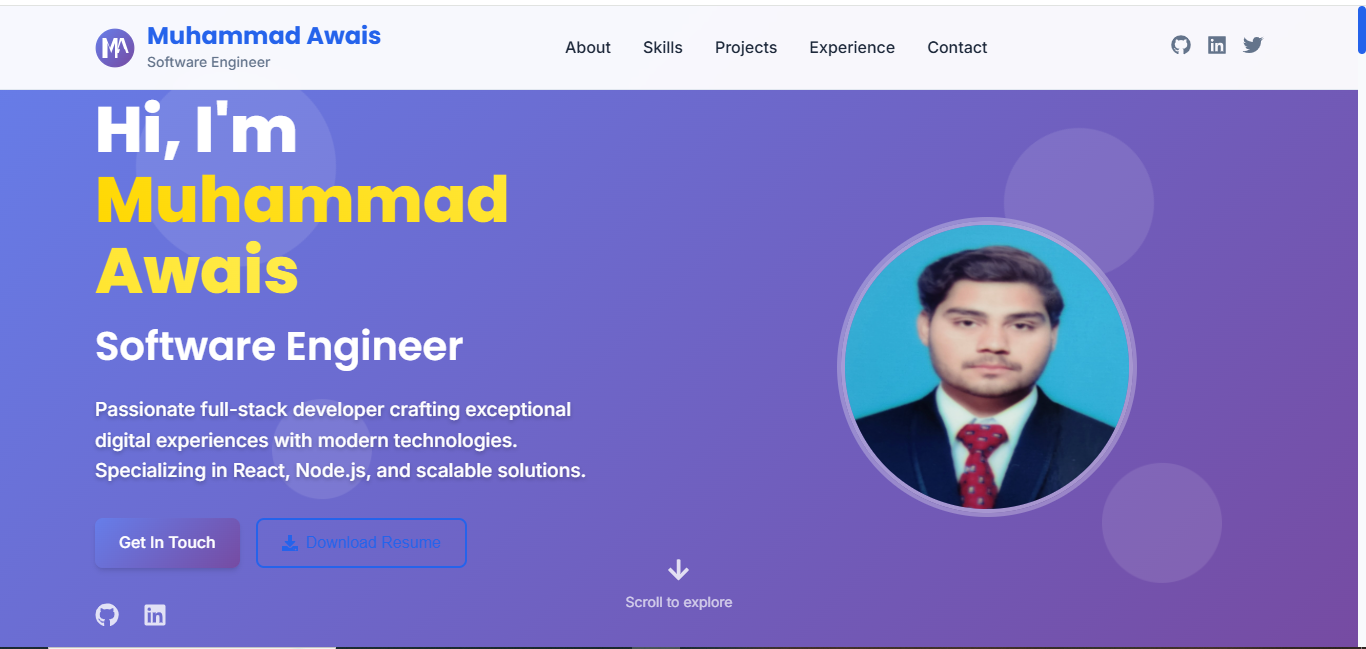 MA
Muhammad Awais
Software Engineer
About Skills Projects Experience Contact
Hi, I'm
Muhammad
Awais
Software Engineer
Passionate full-stack developer crafting exceptional
digital experiences with modern technologies.
Specializing in React, Node.js, and scalable solutions.
Get In Touch
Download Resume
Scroll to explore